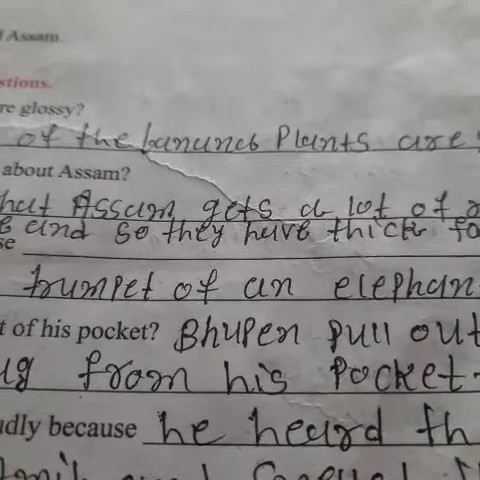 Assam
re glossy?
of the bananas Plants are
about Assam?
hat Assam gets a lot of
and so they have thick
se
trumpet of an elephan
t of his pocket? Bhupen pull out
from his Pocket.
udly because he heard th
and